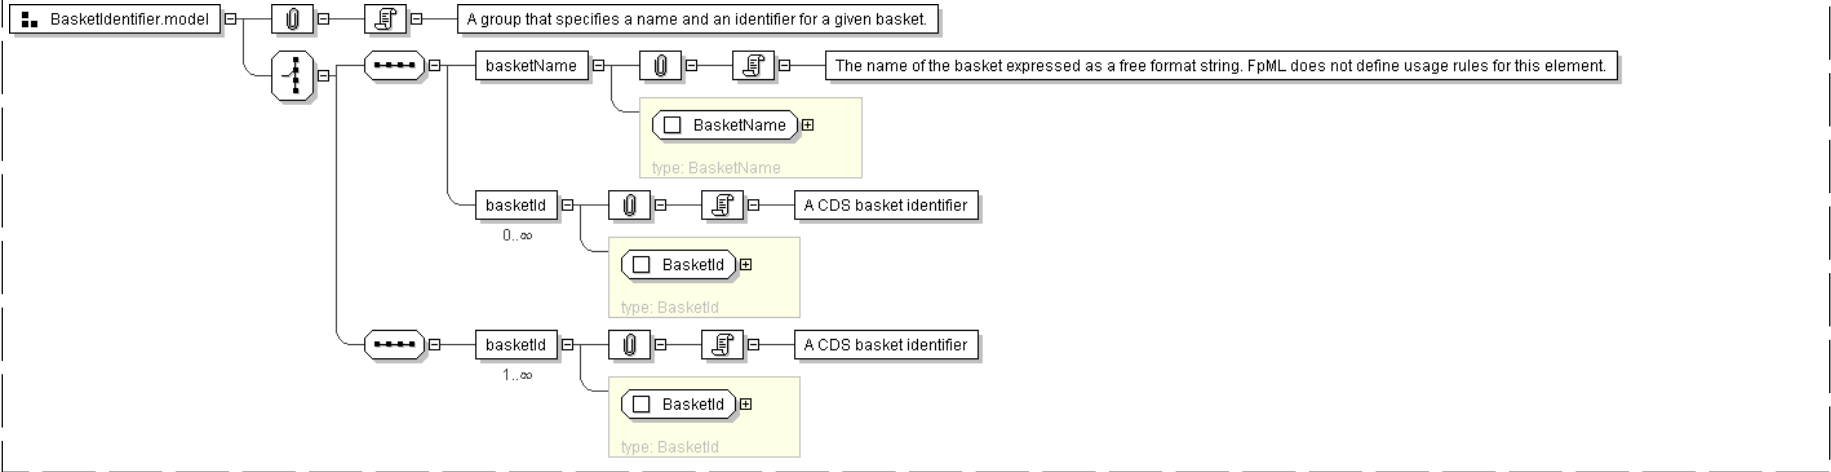 BasketIdentifier.model
A group that specifies a name and an identifier for a given basket.
basketName
The name of the basket expressed as a free format string. FpML does not define usage rules for this element.
BasketName
type: BasketName
basketId
A CDS basket identifier
0..∞
BasketId
type: BasketId
basketId
A CDS basket identifier
1..∞
BasketId
type: BasketId